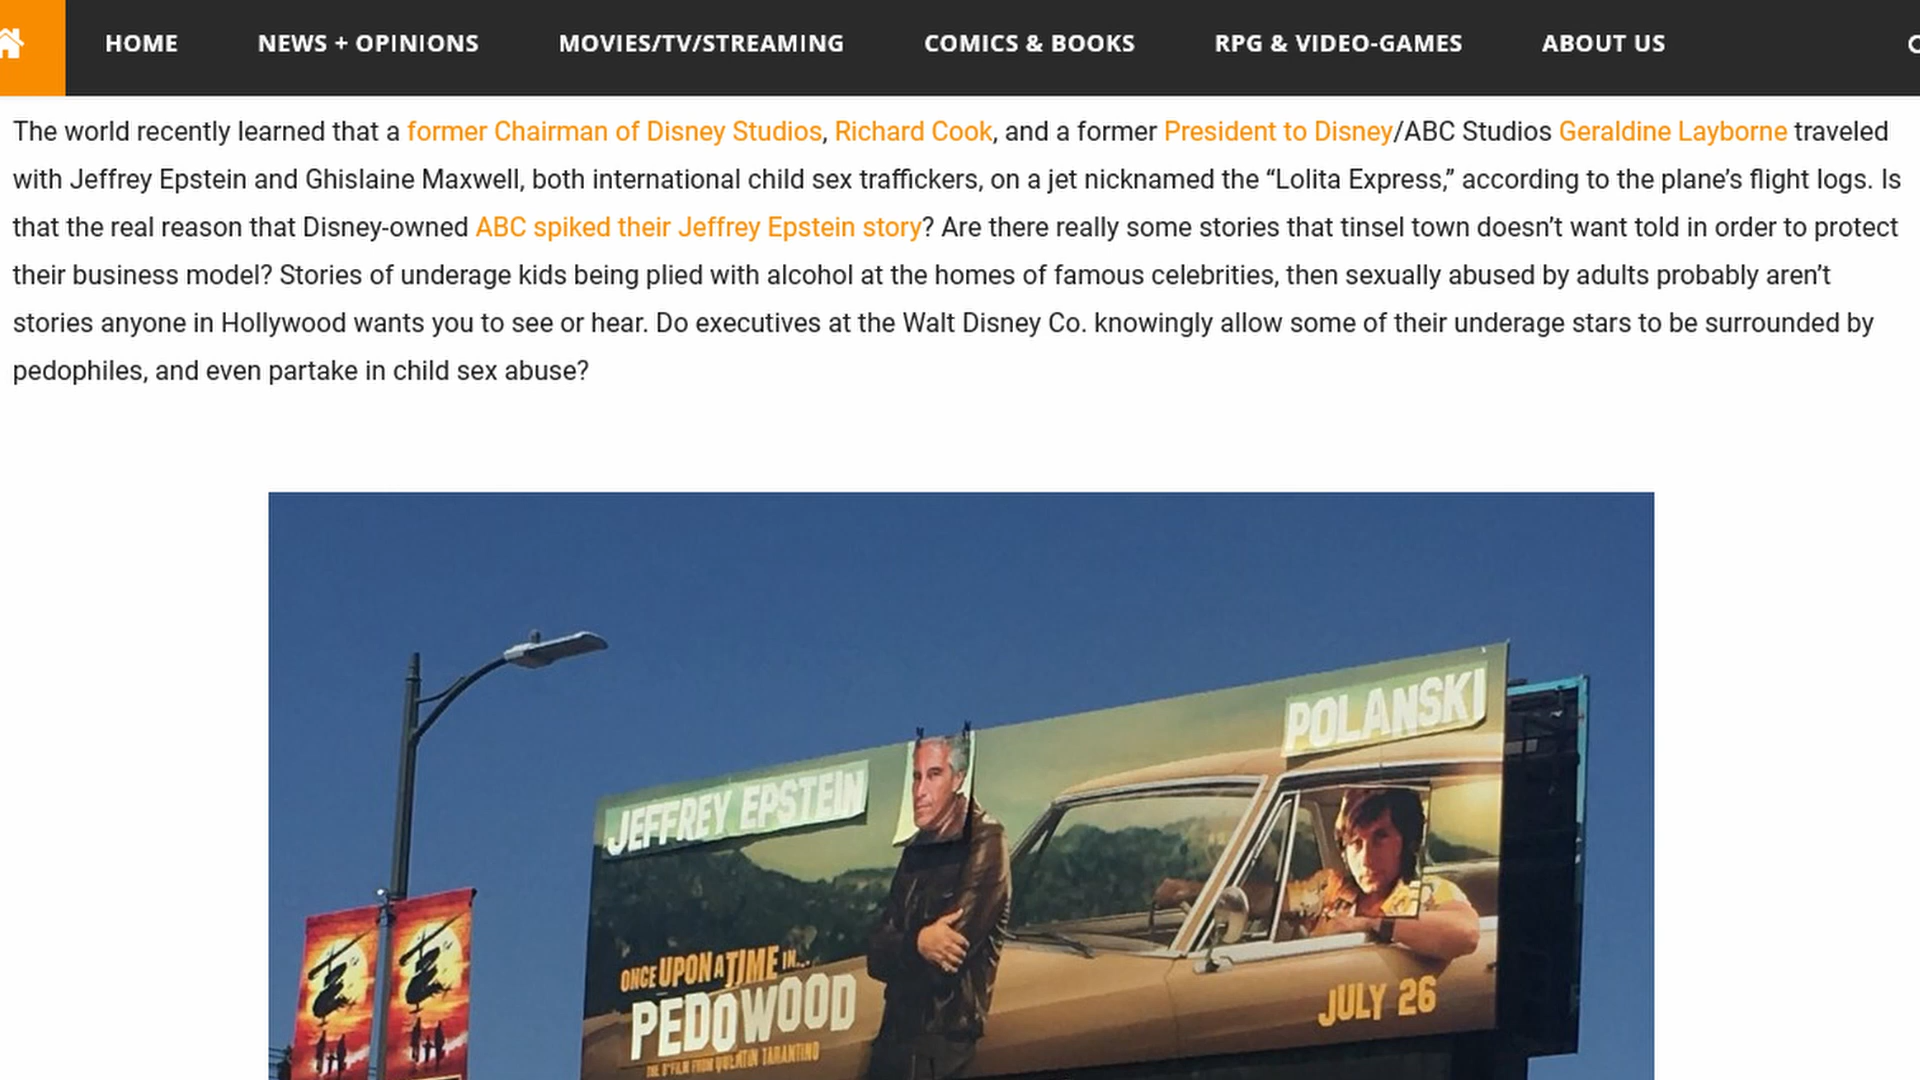 HOME NEWS + OPINIONS MOVIES/TV/STREAMING COMICS & BOOKS RPG & VIDEO-GAMES ABOUT US
The world recently learned that a former Chairman of Disney Studios, Richard Cook, and a former President to Disney/ABC Studios Geraldine Layborne traveled
with Jeffrey Epstein and Ghislaine Maxwell, both international child sex traffickers, on a jet nicknamed the “Lolita Express,” according to the plane’s flight logs. Is
that the real reason that Disney-owned ABC spiked their Jeffrey Epstein story? Are there really some stories that tinsel town doesn’t want told in order to protect
their business model? Stories of underage kids being plied with alcohol at the homes of famous celebrities, then sexually abused by adults probably aren’t
stories anyone in Hollywood wants you to see or hear. Do executives at the Walt Disney Co. knowingly allow some of their underage stars to be surrounded by
pedophiles, and even partake in child sex abuse?
POLANSKI
JEFFREY EPSTEIN
ONCE UPON A TIME IN...
PEDOWOOD
THE 9TH FILM FROM QUENTIN TARANTINO
JULY 26